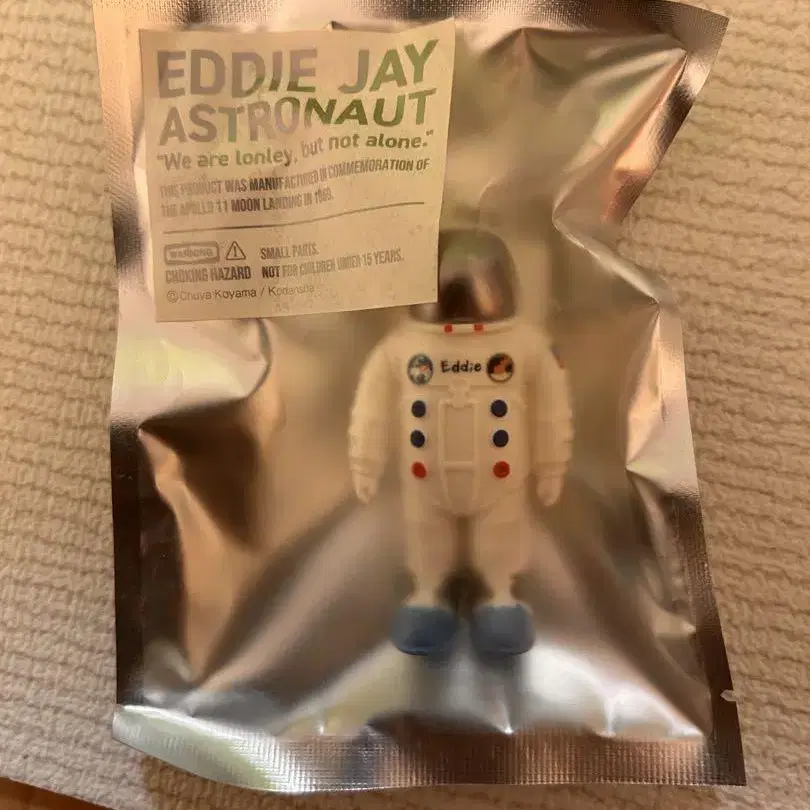 EDDIE JAY
ASTRONAUT
"We are lonley, but not alone."
THIS PRODUCT WAS MANUFACTURED IN COMMEMORATION OF
THE APOLLO 11 MOON LANDING IN 1969.
WARNING SMALL PARTS.
CHOKING HAZARD NOT FOR CHILDREN UNDER 15 YEARS.
©Chuya Koyama / Kodansha
Eddie